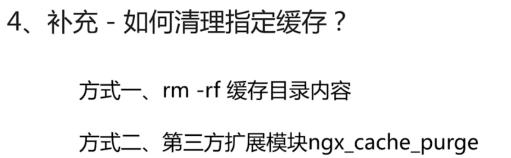 4、补充 - 如何清理指定缓存？
方式一、rm -rf 缓存目录内容
方式二、第三方扩展模块ngx_cache_purge